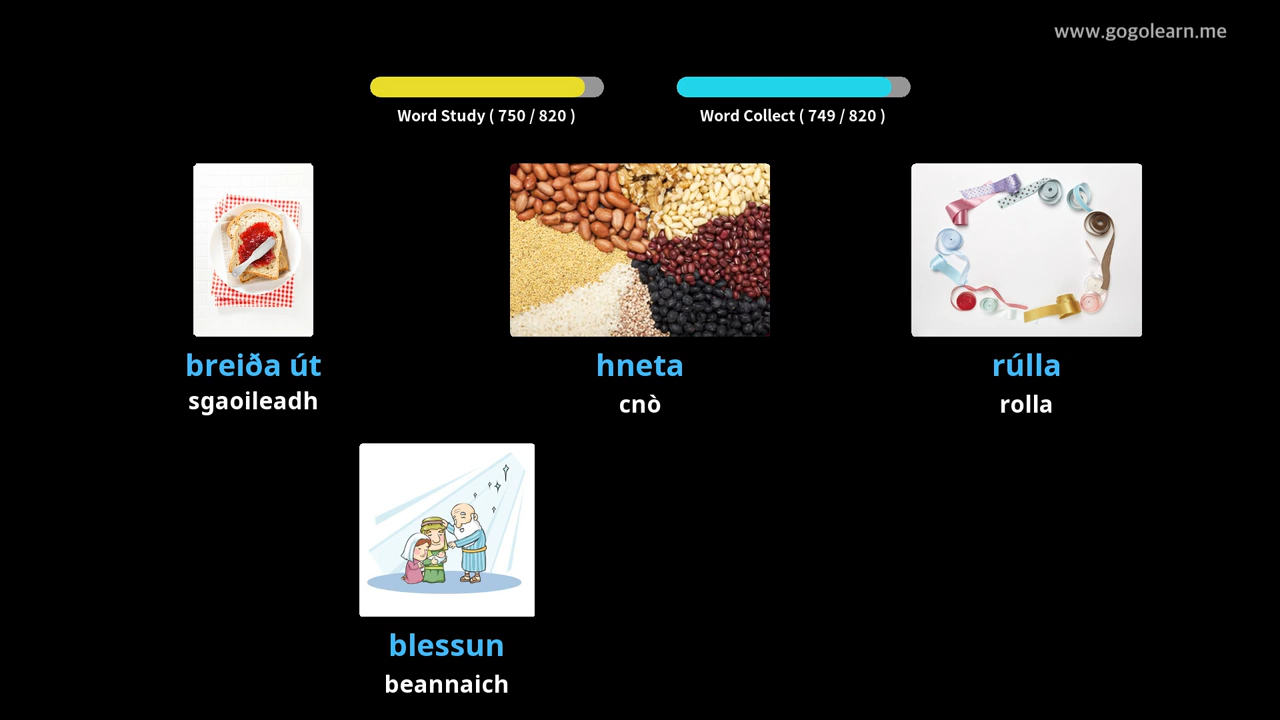 www.gogolearn.me
Word Study ( 750 / 820 )
Word Collect ( 749 / 820 )
breiða út
sgaoileadh
hneta
cnò
rúlla
rolla
blessun
beannaich